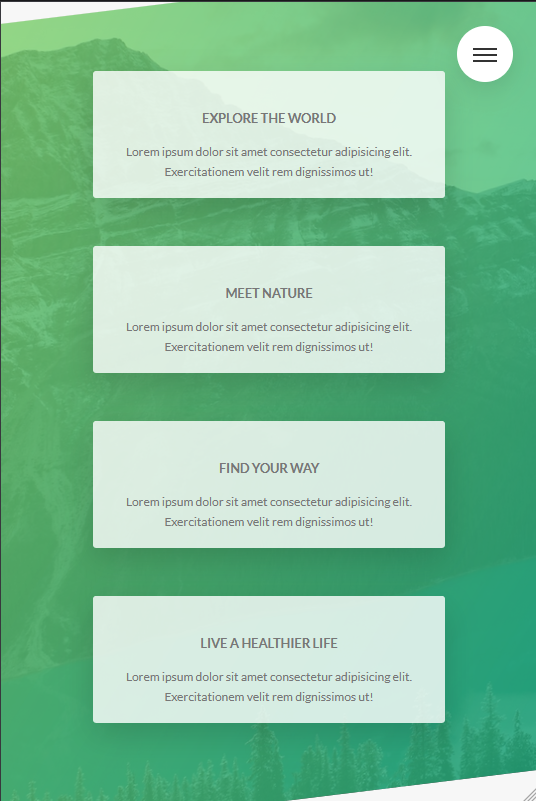 EXPLORE THE WORLD
Lorem ipsum dolor sit amet consectetur adipisicing elit.
Exercitationem velit rem dignissimos ut!
MEET NATURE
Lorem ipsum dolor sit amet consectetur adipisicing elit.
Exercitationem velit rem dignissimos ut!
FIND YOUR WAY
Lorem ipsum dolor sit amet consectetur adipisicing elit.
Exercitationem velit rem dignissimos ut!
LIVE A HEALTHIER LIFE
Lorem ipsum dolor sit amet consectetur adipisicing elit.
Exercitationem velit rem dignissimos ut!